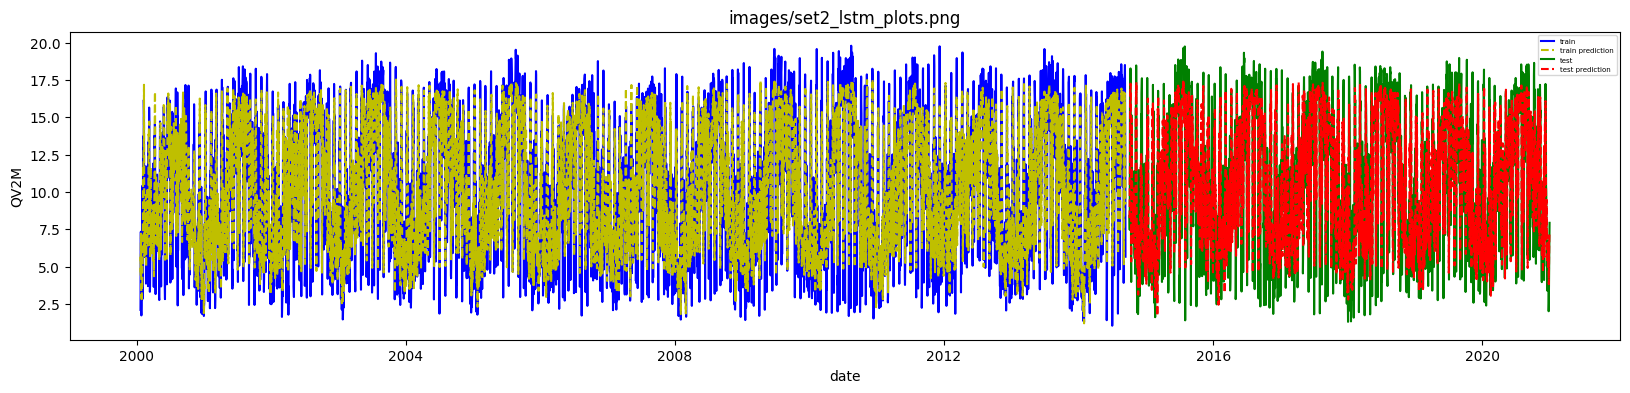 images/set2_lstm_plots.png
QV2M
20.0
17.5
15.0
12.5
10.0
7.5
5.0
2.5
train
train prediction
test
test prediction
2000
2004
2008
2012
2016
2020
date